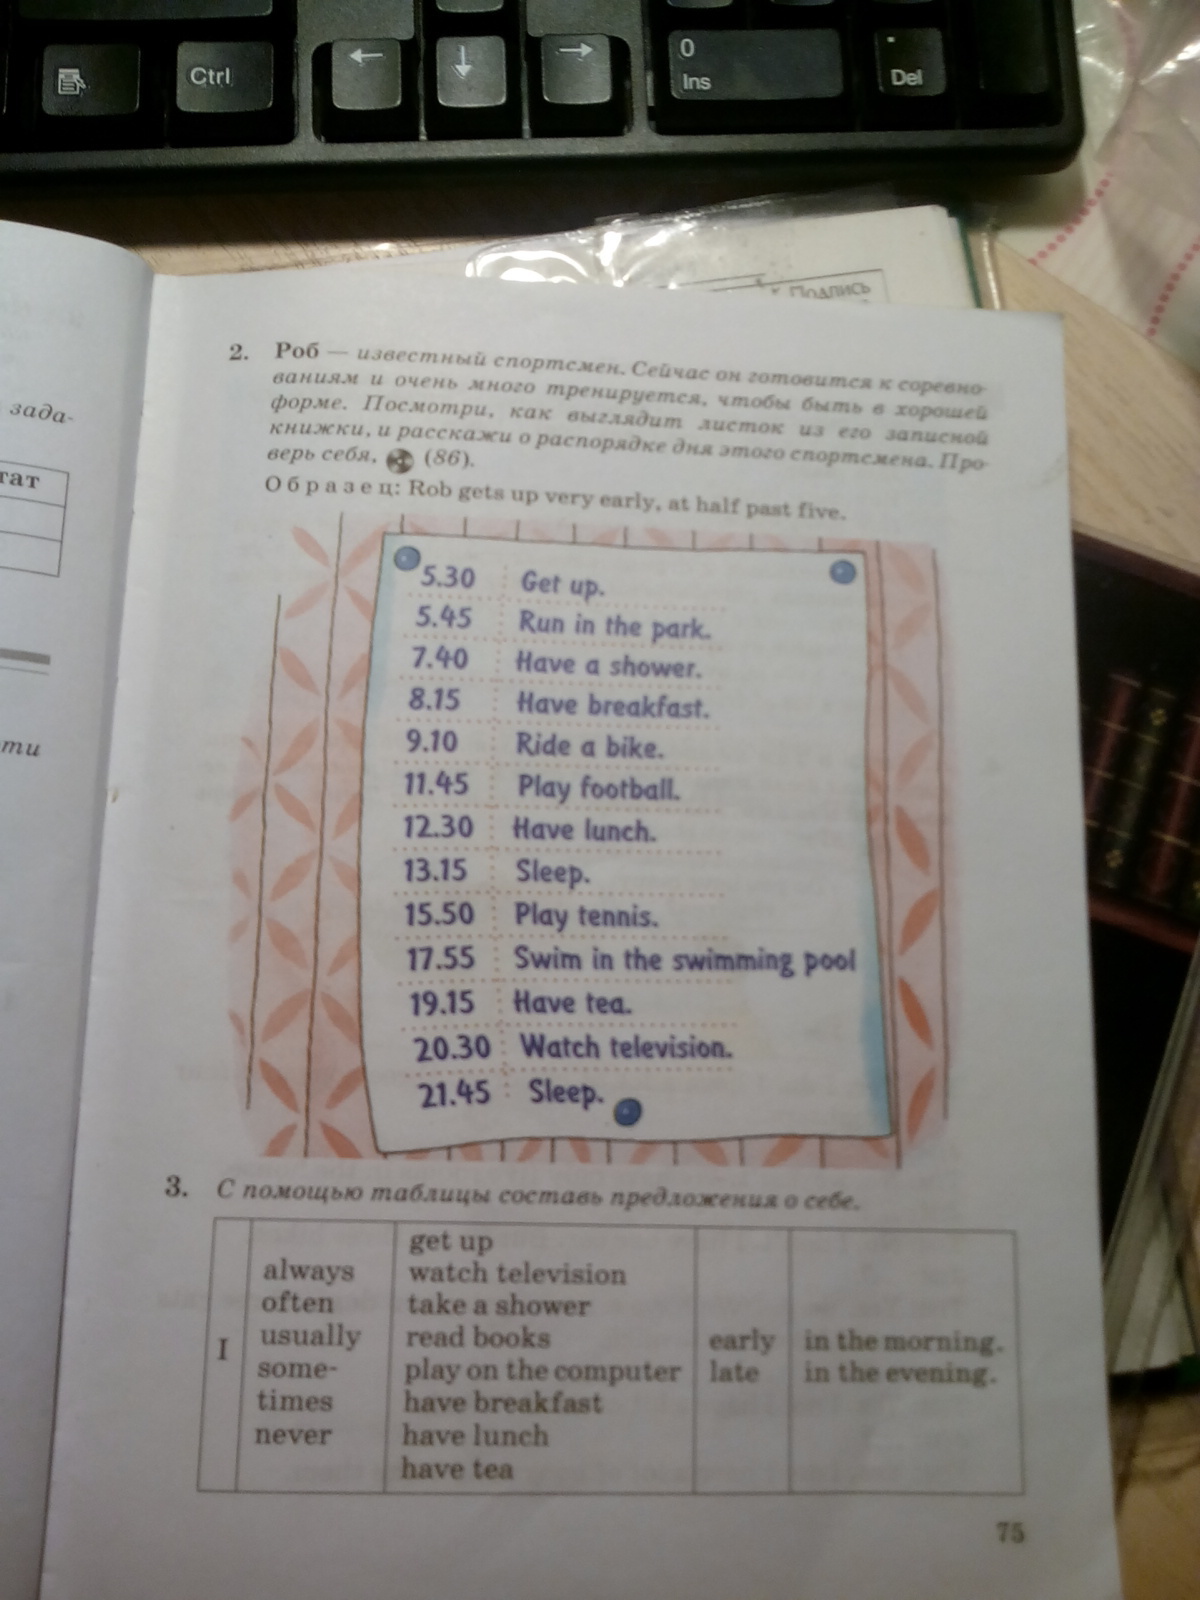 Ctrl
0
Ins
.
Del
Подпись
зада-
тат
ти
2. Роб — известный спортсмен. Сейчас он готовится к соревно-
ваниям и очень много тренируется, чтобы быть в хорошей
форме. Посмотри, как выглядит листок из его записной
книжки, и расскажи о распорядке дня этого спортсмена. Про-
верь себя. (86).
Образец: Rob gets up very early, at half past five.
5.30 Get up.
5.45 Run in the park.
7.40 Have a shower.
8.15 Have breakfast.
9.10 Ride a bike.
11.45 Play football.
12.30 Have lunch.
13.15 Sleep.
15.50 Play tennis.
17.55 Swim in the swimming pool
19.15 Have tea.
20.30 Watch television.
21.45 Sleep.
3. С помощью таблицы составь предложения о себе.
get up
always watch television
often take a shower
I usually read books early in the morning.
some- play on the computer late in the evening.
times have breakfast
never have lunch
have tea
75